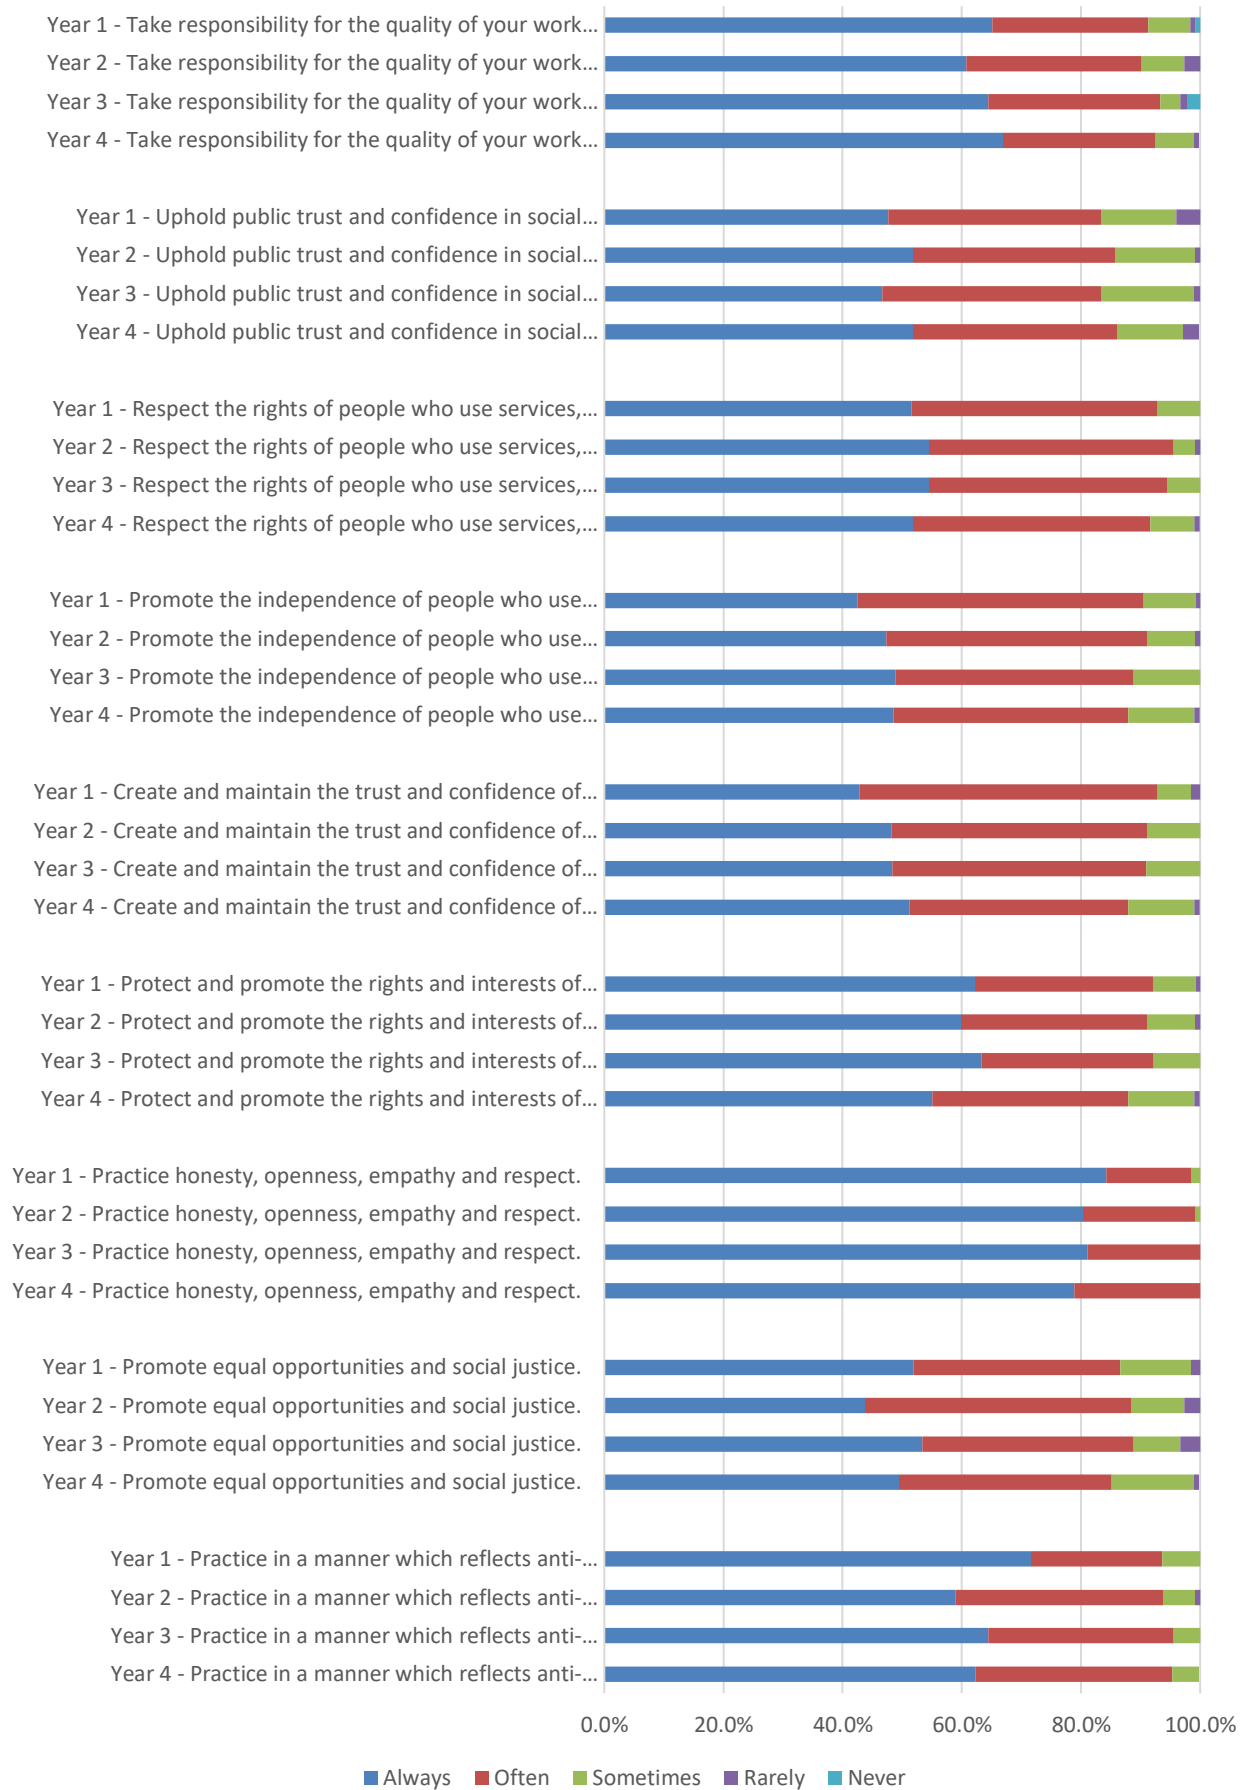 Year 1 - Take responsibility for the quality of your work...
Year 2 - Take responsibility for the quality of your work...
Year 3 - Take responsibility for the quality of your work...
Year 4 - Take responsibility for the quality of your work...
Year 1 - Uphold public trust and confidence in social...
Year 2 - Uphold public trust and confidence in social...
Year 3 - Uphold public trust and confidence in social...
Year 4 - Uphold public trust and confidence in social...
Year 1 - Respect the rights of people who use services,...
Year 2 - Respect the rights of people who use services,...
Year 3 - Respect the rights of people who use services,...
Year 4 - Respect the rights of people who use services,...
Year 1 - Promote the independence of people who use...
Year 2 - Promote the independence of people who use...
Year 3 - Promote the independence of people who use...
Year 4 - Promote the independence of people who use...
Year 1 - Create and maintain the trust and confidence of...
Year 2 - Create and maintain the trust and confidence of...
Year 3 - Create and maintain the trust and confidence of...
Year 4 - Create and maintain the trust and confidence of...
Year 1 - Protect and promote the rights and interests of...
Year 2 - Protect and promote the rights and interests of...
Year 3 - Protect and promote the rights and interests of...
Year 4 - Protect and promote the rights and interests of...
Year 1 - Practice honesty, openness, empathy and respect.
Year 2 - Practice honesty, openness, empathy and respect.
Year 3 - Practice honesty, openness, empathy and respect.
Year 4 - Practice honesty, openness, empathy and respect.
Year 1 - Promote equal opportunities and social justice.
Year 2 - Promote equal opportunities and social justice.
Year 3 - Promote equal opportunities and social justice.
Year 4 - Promote equal opportunities and social justice.
Year 1 - Practice in a manner which reflects anti-...
Year 2 - Practice in a manner which reflects anti-...
Year 3 - Practice in a manner which reflects anti-...
Year 4 - Practice in a manner which reflects anti-...
0.0% 20.0% 40.0% 60.0% 80.0% 100.0%
Always Often Sometimes Rarely Never